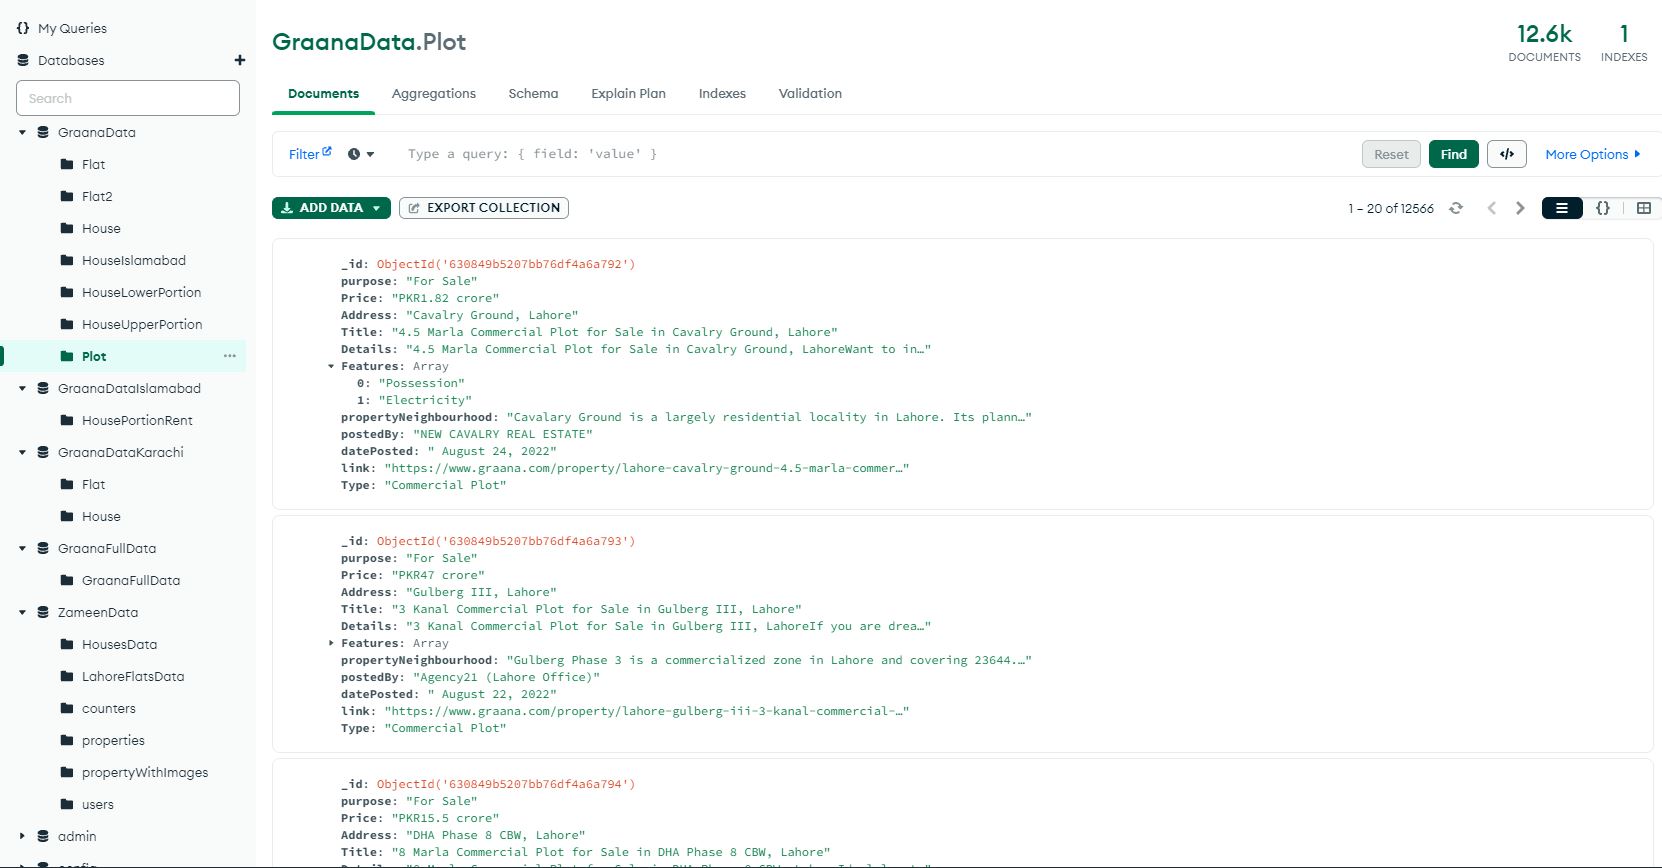 My Queries
Databases
+
Search
GraanaData
Flat
Flat2
House
HouseIslamabad
HouseLowerPortion
HouseUpperPortion
Plot
GraanaDataIslamabad
HousePortionRent
GraanaDataKarachi
Flat
House
GraanaFullData
GraanaFullData
ZameenData
HousesData
LahoreFlatsData
counters
properties
propertyWithImages
users
admin
GraanaData.Plot
12.6k
DOCUMENTS
1
INDEXES
Documents Aggregations Schema Explain Plan Indexes Validation
Filter Type a query: { field: 'value' } Reset Find </> More Options
ADD DATA EXPORT COLLECTION 1 – 20 of 12566 {}
_id: ObjectId('630849b5207bb76df4a6a792')
purpose: "For Sale"
Price: "PKR1.82 crore"
Address: "Cavalry Ground, Lahore"
Title: "4.5 Marla Commercial Plot for Sale in Cavalry Ground, Lahore"
Details: "4.5 Marla Commercial Plot for Sale in Cavalry Ground, LahoreWant to in…"
Features: Array
0: "Possession"
1: "Electricity"
propertyNeighbourhood: "Cavalary Ground is a largely residential locality in Lahore. Its plann…"
postedBy: "NEW CAVALRY REAL ESTATE"
datePosted: " August 24, 2022"
link: "https://www.graana.com/property/lahore-cavalry-ground-4.5-marla-commer…"
Type: "Commercial Plot"
_id: ObjectId('630849b5207bb76df4a6a793')
purpose: "For Sale"
Price: "PKR47 crore"
Address: "Gulberg III, Lahore"
Title: "3 Kanal Commercial Plot for Sale in Gulberg III, Lahore"
Details: "3 Kanal Commercial Plot for Sale in Gulberg III, LahoreIf you are drea…"
Features: Array
propertyNeighbourhood: "Gulberg Phase 3 is a commercialized zone in Lahore and covering 23644.…"
postedBy: "Agency21 (Lahore Office)"
datePosted: " August 22, 2022"
link: "https://www.graana.com/property/lahore-gulberg-iii-3-kanal-commercial-…"
Type: "Commercial Plot"
_id: ObjectId('630849b5207bb76df4a6a794')
purpose: "For Sale"
Price: "PKR15.5 crore"
Address: "DHA Phase 8 CBW, Lahore"
Title: "8 Marla Commercial Plot for Sale in DHA Phase 8 CBW, Lahore"